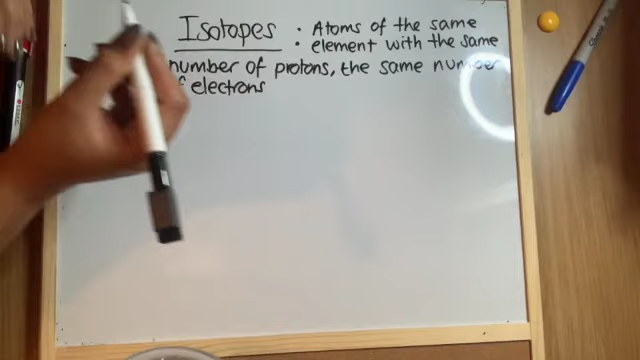 Isotopes : Atoms of the same
element with the same
number of protons, the same number
electrons